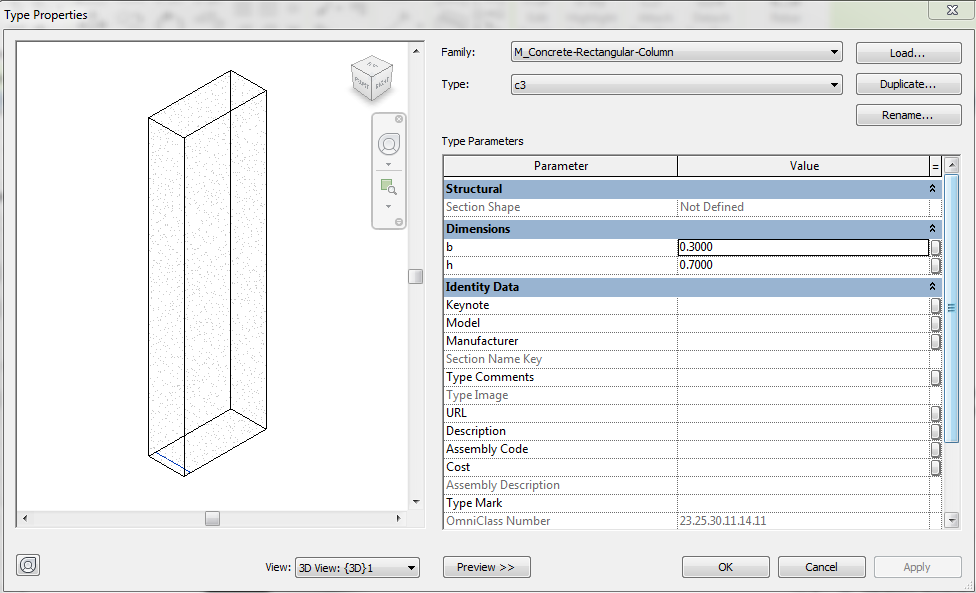 Type Properties
Family:
M_Concrete-Rectangular-Column
Load...
Type:
c3
Duplicate...
Rename...
Type Parameters
Parameter Value =
Structural
Section Shape Not Defined
Dimensions
b 0.3000
h 0.7000
Identity Data
Keynote
Model
Manufacturer
Section Name Key
Type Comments
Type Image
URL
Description
Assembly Code
Cost
Assembly Description
Type Mark
OmniClass Number 23.25.30.11.14.11
View: 3D View: {3D}1
Preview >>
OK
Cancel
Apply